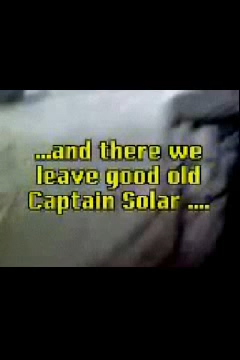 ...and there we
leave good old
Captain Solar ....